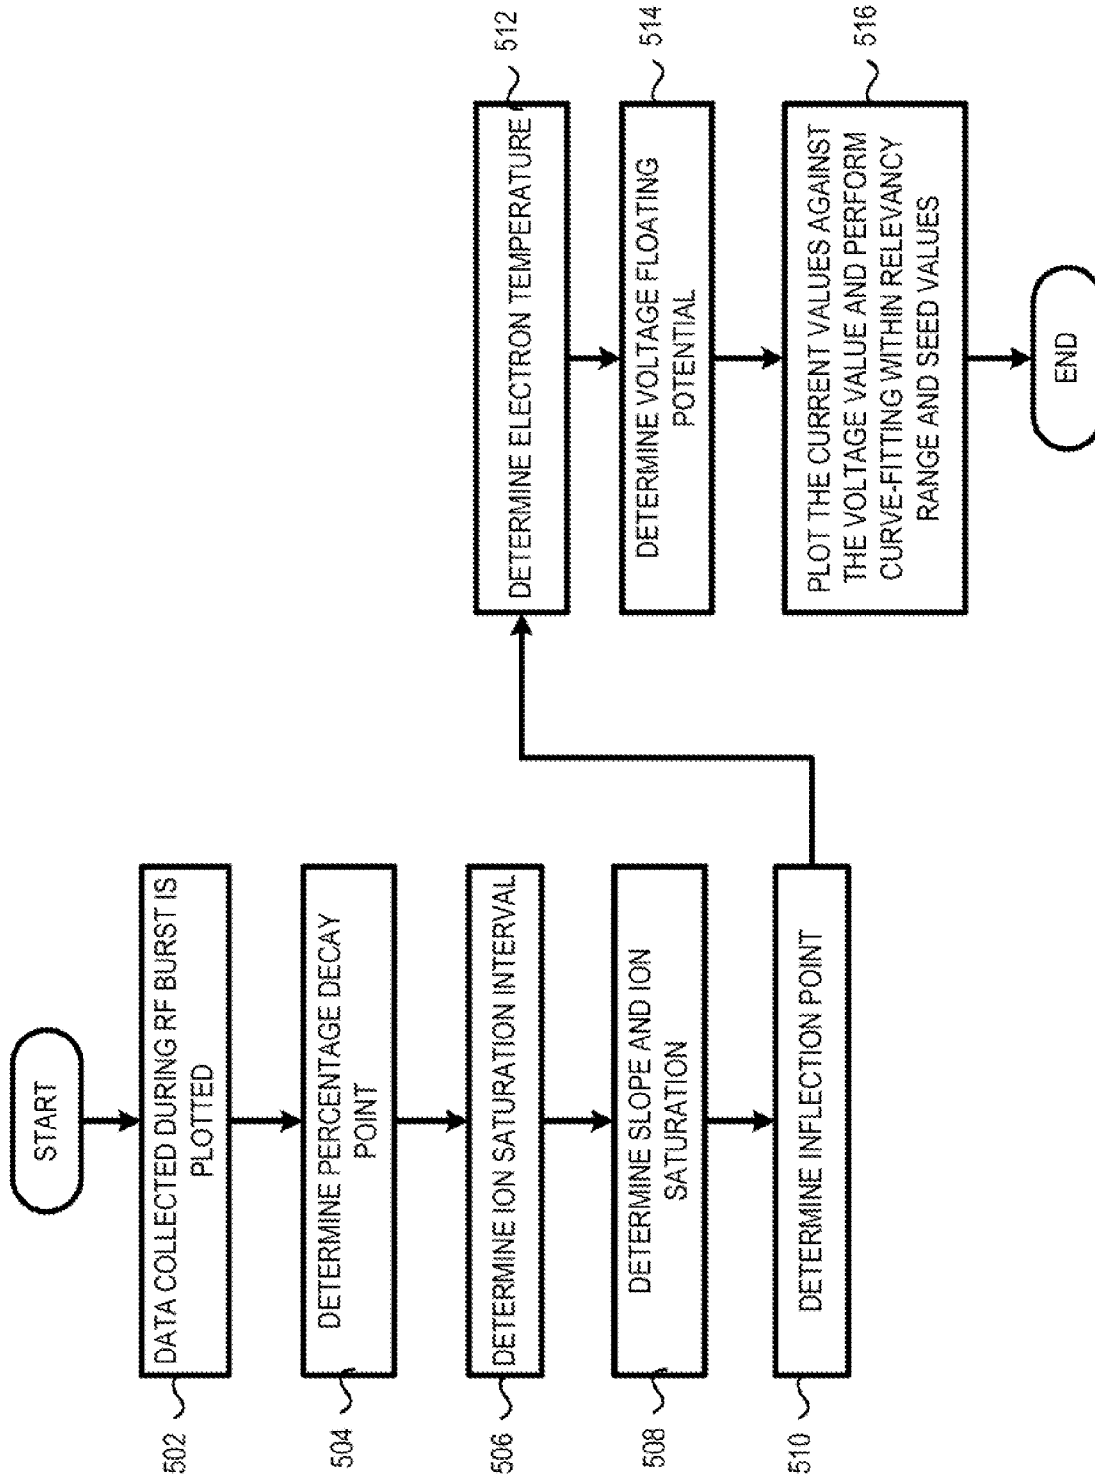 START
DATA COLLECTED DURING RF BURST IS
PLOTTED
502
DETERMINE PERCENTAGE DECAY
POINT
504
DETERMINE ION SATURATION INTERVAL
506
DETERMINE SLOPE AND ION
SATURATION
508
DETERMINE INFLECTION POINT
510
DETERMINE ELECTRON TEMPERATURE
512
DETERMINE VOLTAGE FLOATING
POTENTIAL
514
PLOT THE CURRENT VALUES AGAINST
THE VOLTAGE VALUE AND PERFORM
CURVE-FITTING WITHIN RELEVANCY
RANGE AND SEED VALUES
516
END